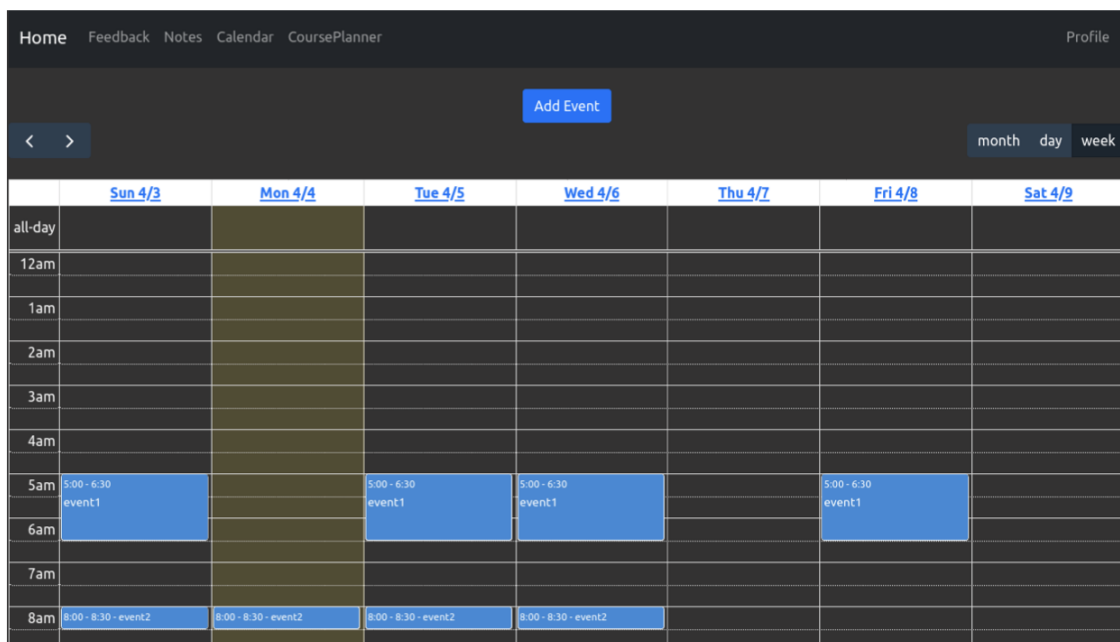 Home Feedback Notes Calendar CoursePlanner Profile
Add Event
month day week
Sun 4/3 Mon 4/4 Tue 4/5 Wed 4/6 Thu 4/7 Fri 4/8 Sat 4/9
all-day
12am
1am
2am
3am
4am
5am 5:00 - 6:30 5:00 - 6:30 5:00 - 6:30 5:00 - 6:30
event1 event1 event1 event1
6am
7am
8am 8:00 - 8:30 - event2 8:00 - 8:30 - event2 8:00 - 8:30 - event2 8:00 - 8:30 - event2